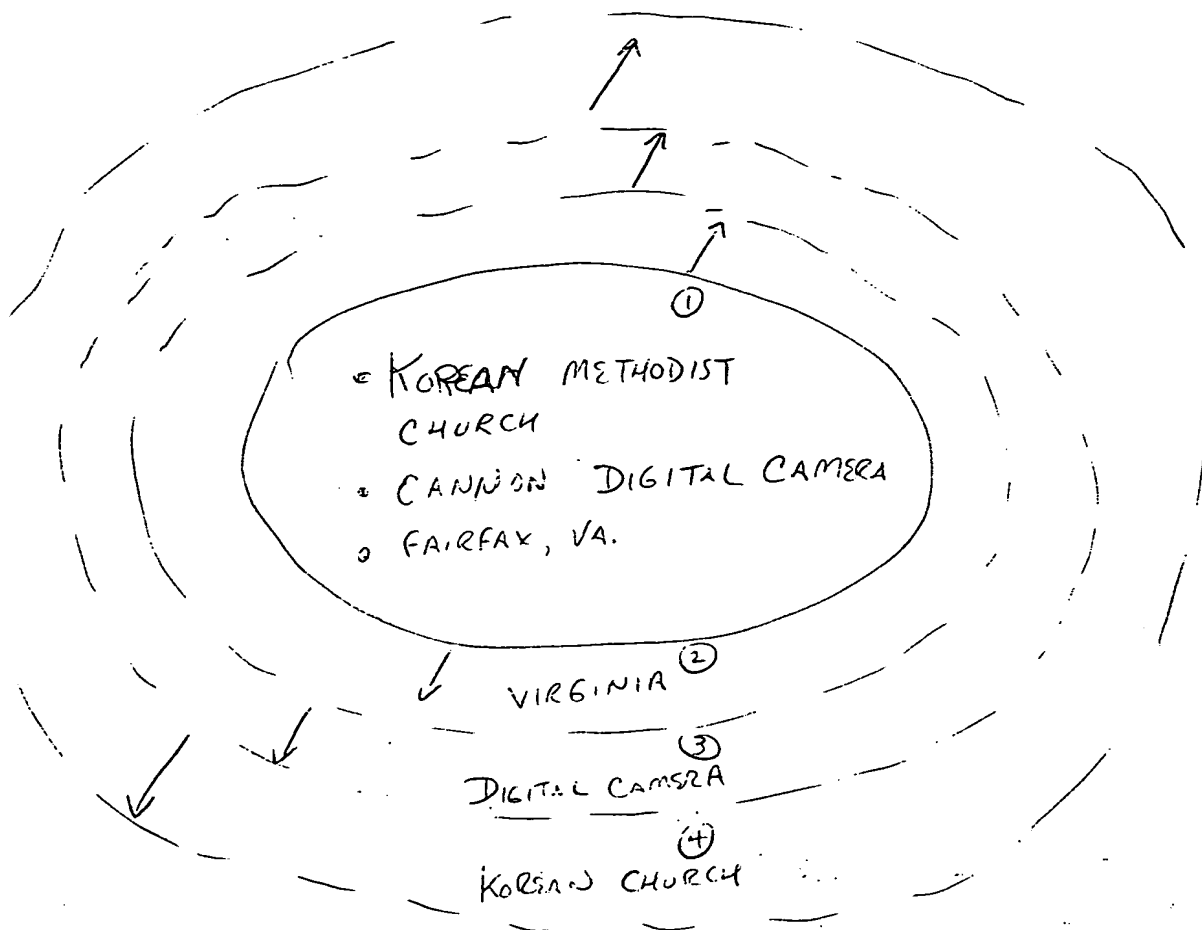 ①
• KOREAN METHODIST
CHURCH
• CANNON DIGITAL CAMERA
• FAIRFAX, VA.
②
VIRGINIA
③
DIGITAL CAMERA
④
KOREAN CHURCH